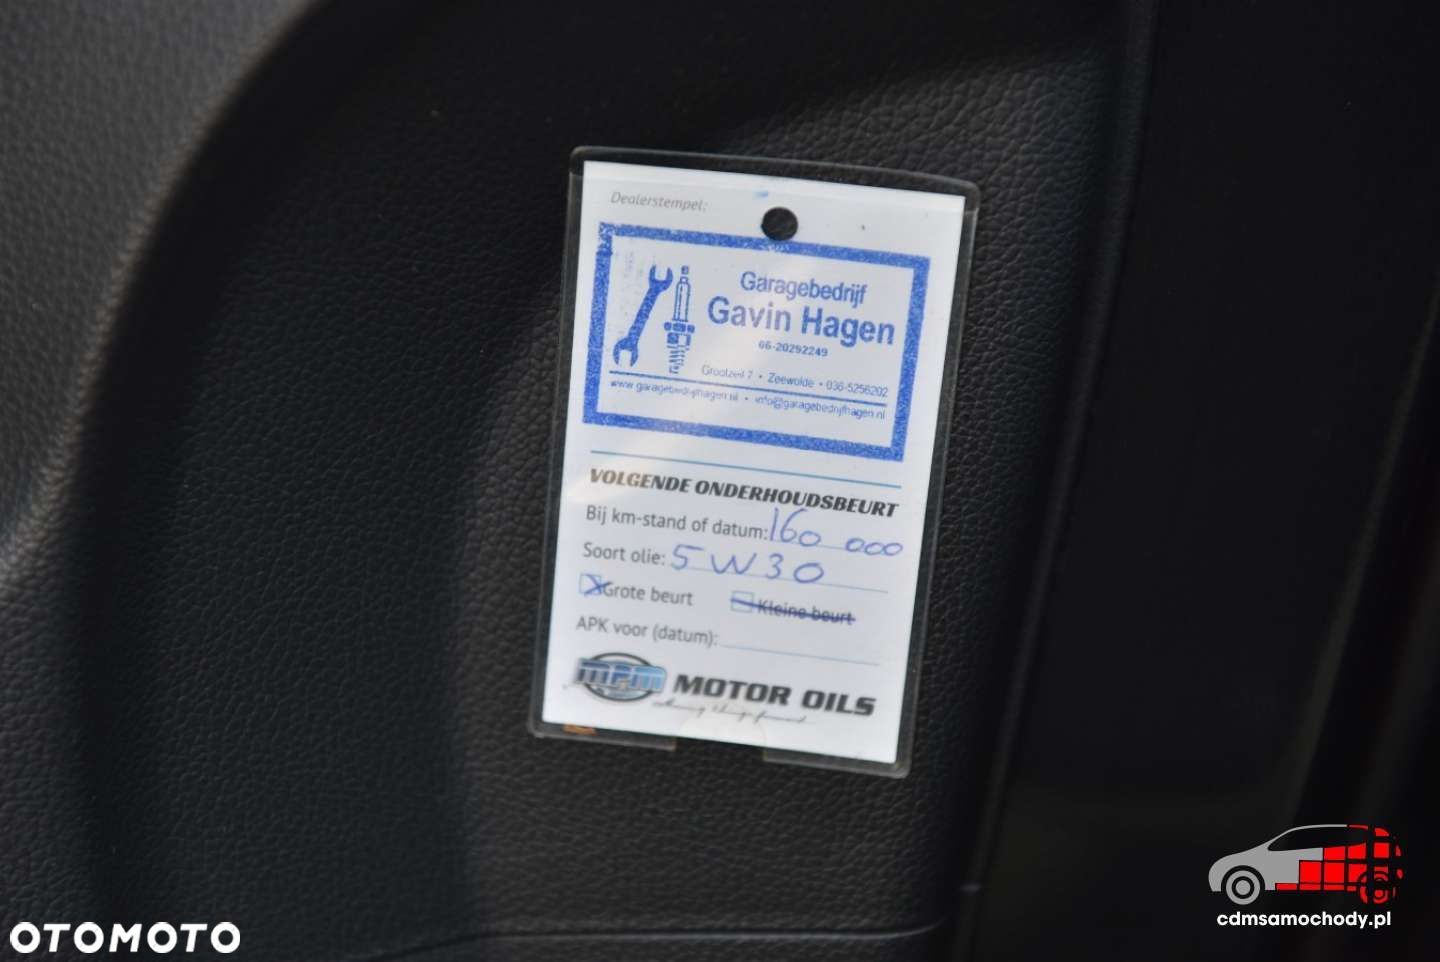 Dealerstempel:
Garagebedrijf
Gavin Hagen
06-20292249
Zeewolde • 036-5256202
www.garagebedrijfhagen.nl • info@garagebedrijfhagen.nl
VOLGENDE ONDERHOUDSBEURT
Bij km-stand of datum: 160 000
Soort olie: 5W30
Grote beurt Kleine beurt
APK voor (datum):
MPM MOTOR OILS
OTOMOTO
cdmsamochody.pl